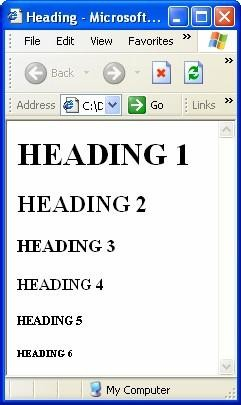 Heading - Microsoft...
File Edit View Favorites »
Back » »
Address C:\D Go Links »
HEADING 1
HEADING 2
HEADING 3
HEADING 4
HEADING 5
HEADING 6
My Computer